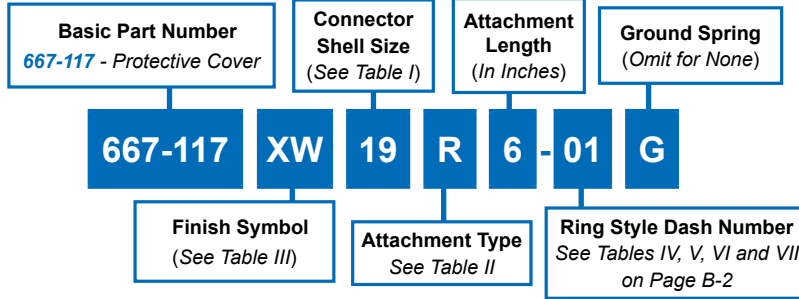 Basic Part Number
667-117 - Protective Cover
Connector
Shell Size
(See Table I)
Attachment
Length
(In Inches)
Ground Spring
(Omit for None)
667-117 XW 19 R 6 - 01 G
Finish Symbol
(See Table III)
Attachment Type
See Table II
Ring Style Dash Number
See Tables IV, V, VI and VII
on Page B-2